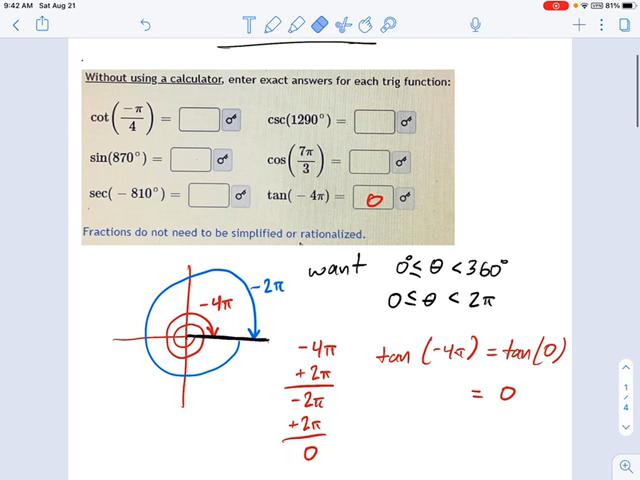 9:42 AM Sat Aug 21
VPN 81%
Without using a calculator, enter exact answers for each trig function:
cot(-π/4) =
csc(1290°) =
sin(870°) =
cos(7π/3) =
sec(-810°) =
tan(-4π) = 0
Fractions do not need to be simplified or rationalized.
want 0° ≤ θ < 360°
0 ≤ θ < 2π
-2π
-4π
-4π
+2π
-2π
+2π
0
tan(-4π) = tan(0)
= 0
1
/
4